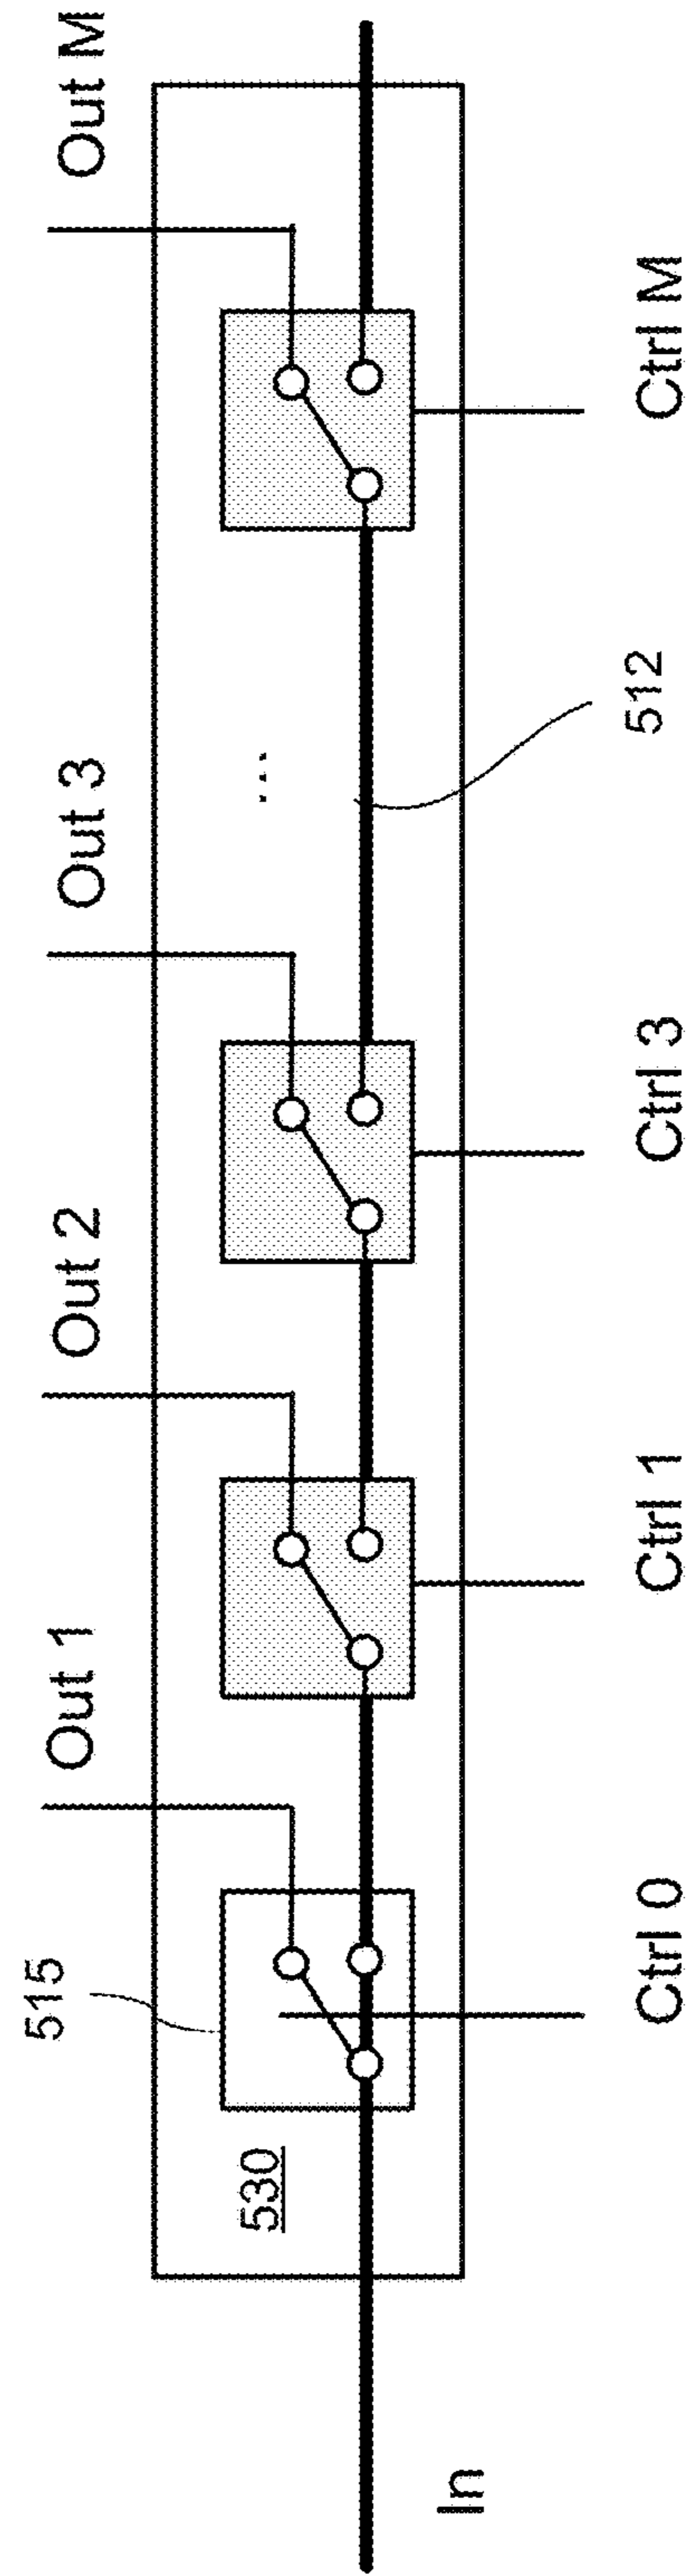 Out 1
Out 2
Out 3
Out M
515
530
...
512
In
Ctrl 0
Ctrl 1
Ctrl 3
Ctrl M